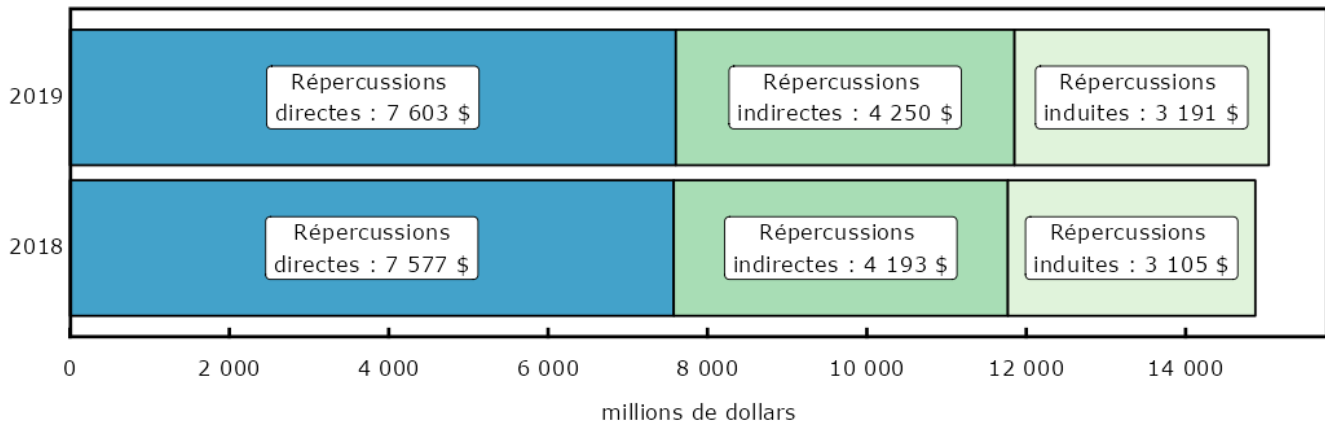 2019
Répercussions
directes : 7 603 $
Répercussions
indirectes : 4 250 $
Répercussions
induites : 3 191 $
2018
Répercussions
directes : 7 577 $
Répercussions
indirectes : 4 193 $
Répercussions
induites : 3 105 $
0 2 000 4 000 6 000 8 000 10 000 12 000 14 000
millions de dollars